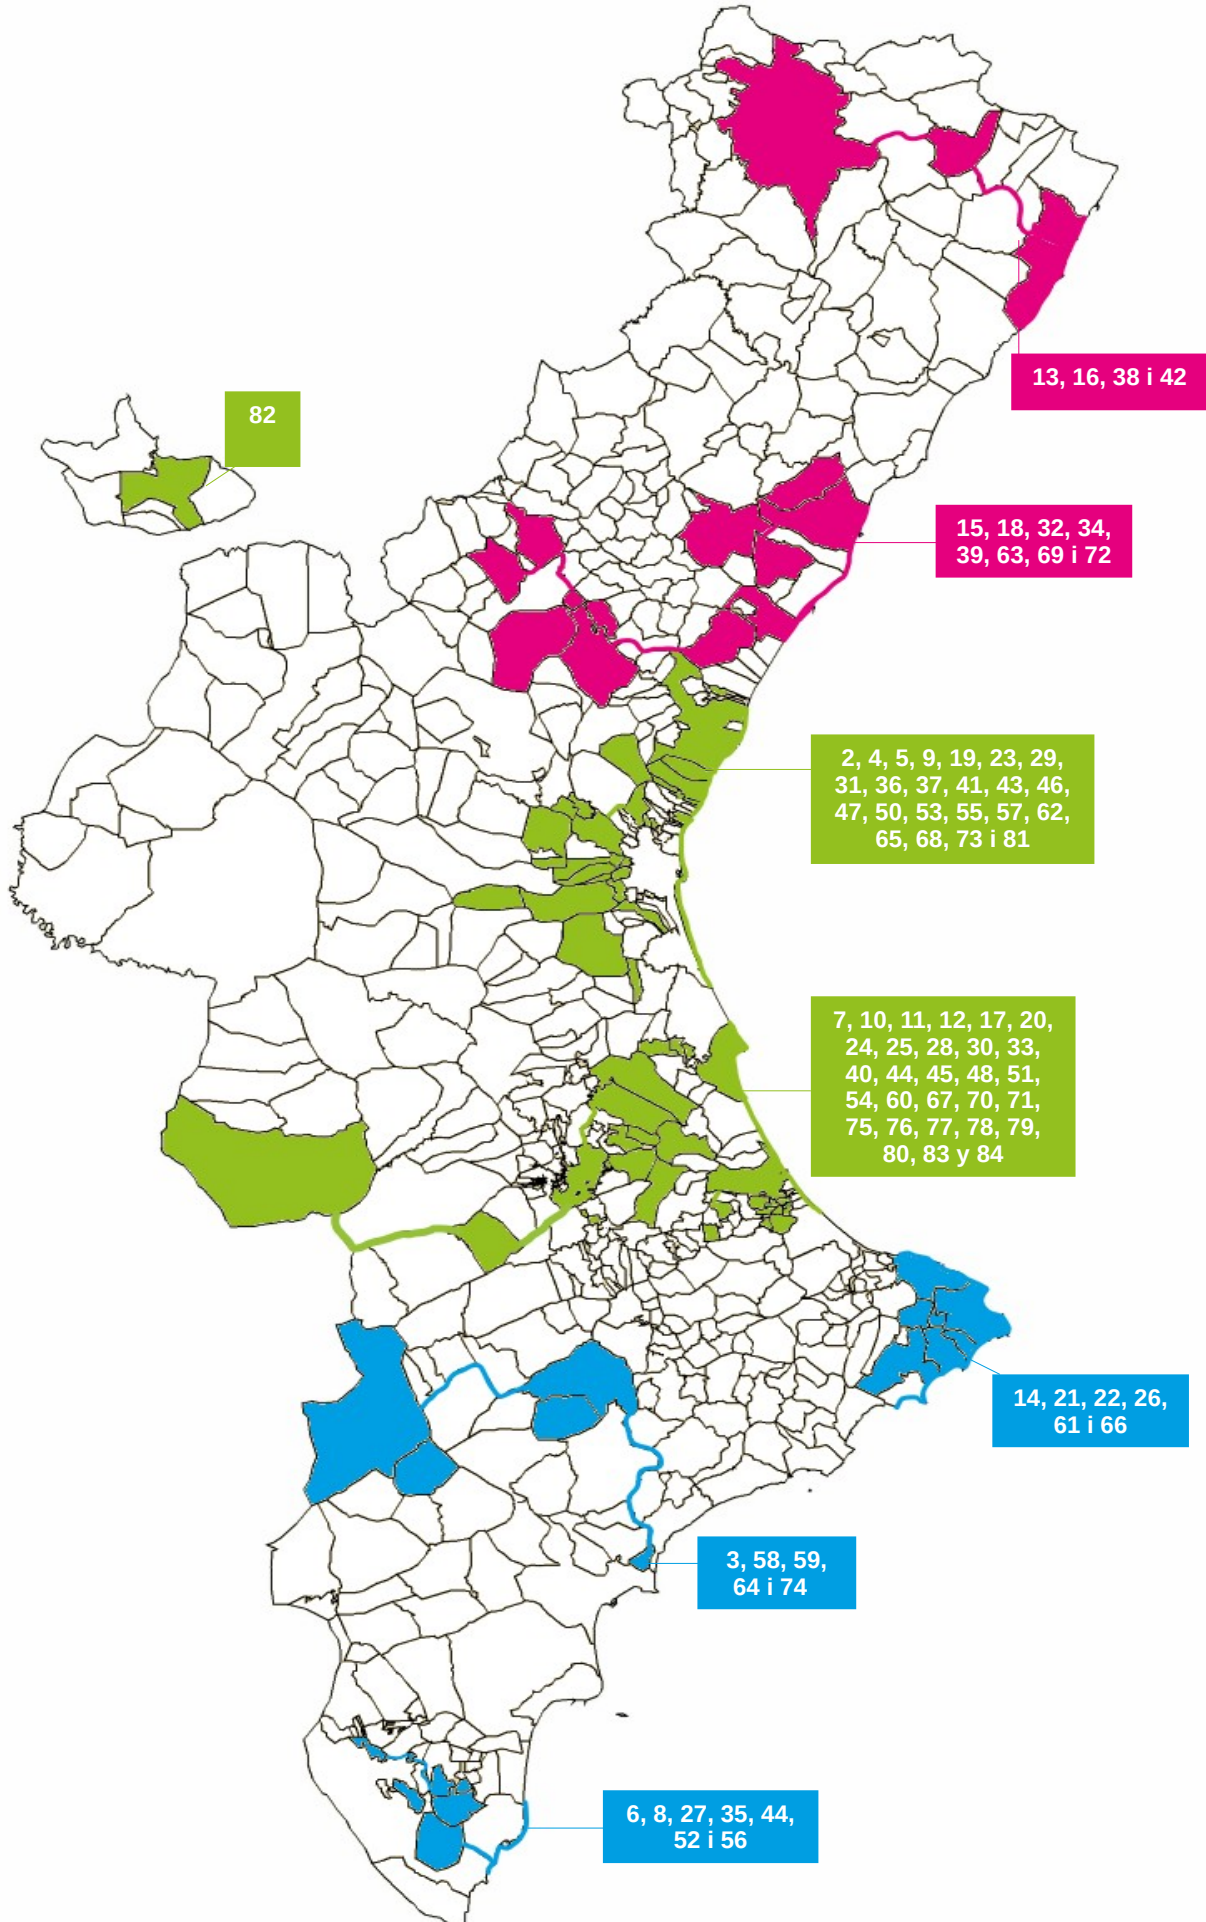 13, 16, 38 i 42
82
15, 18, 32, 34,
39, 63, 69 i 72
2, 4, 5, 9, 19, 23, 29,
31, 36, 37, 41, 43, 46,
47, 50, 53, 55, 57, 62,
65, 68, 73 i 81
7, 10, 11, 12, 17, 20,
24, 25, 28, 30, 33,
40, 44, 45, 48, 51,
54, 60, 67, 70, 71,
75, 76, 77, 78, 79,
80, 83 y 84
14, 21, 22, 26,
61 i 66
3, 58, 59,
64 i 74
6, 8, 27, 35, 44,
52 i 56